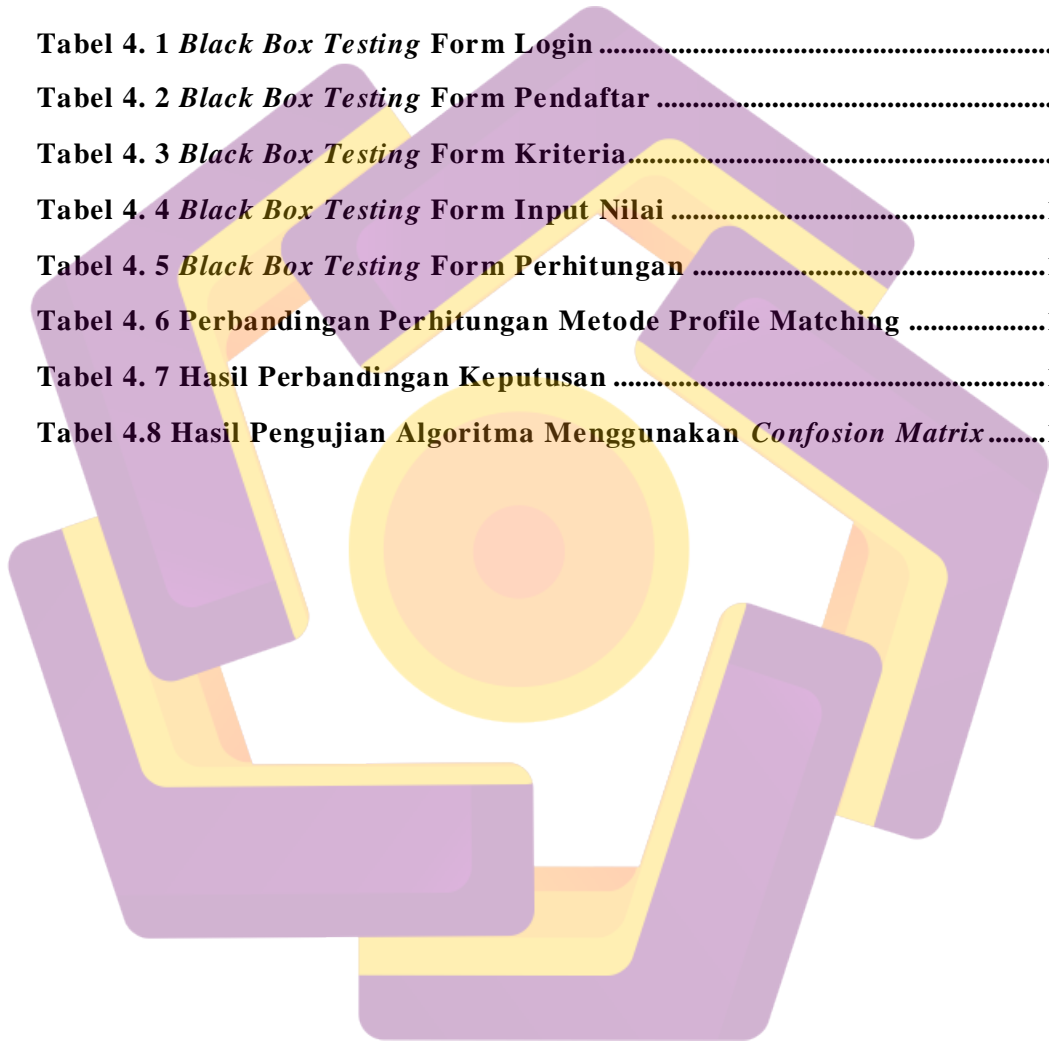 Tabel 4. 1 Black Box Testing Form Login ..............................................................
Tabel 4. 2 Black Box Testing Form Pendaftar ......................................................
Tabel 4. 3 Black Box Testing Form Kriteria...........................................................
Tabel 4. 4 Black Box Testing Form Input Nilai ....................................................
Tabel 4. 5 Black Box Testing Form Perhitungan .................................................
Tabel 4. 6 Perbandingan Perhitungan Metode Profile Matching ...................
Tabel 4. 7 Hasil Perbandingan Keputusan ............................................................
Tabel 4.8 Hasil Pengujian Algoritma Menggunakan Confosion Matrix........